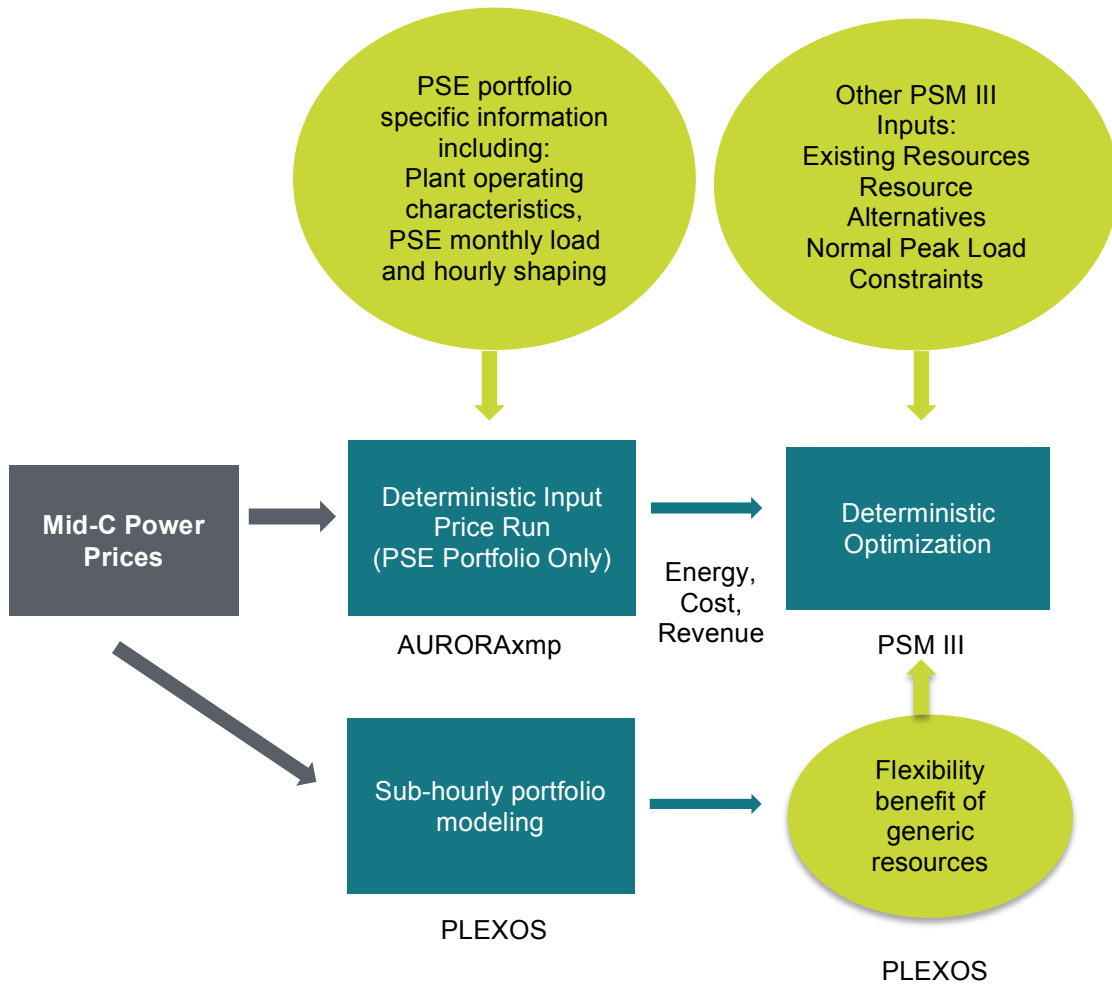 PSE portfolio
specific information
including:
Plant operating
characteristics,
PSE monthly load
and hourly shaping
Other PSM III
Inputs:
Existing Resources
Resource
Alternatives
Normal Peak Load
Constraints
Mid-C Power
Prices
Deterministic Input
Price Run
(PSE Portfolio Only)
AURORAxmp
Energy,
Cost,
Revenue
Deterministic
Optimization
PSM III
Sub-hourly portfolio
modeling
PLEXOS
Flexibility
benefit of
generic
resources
PLEXOS